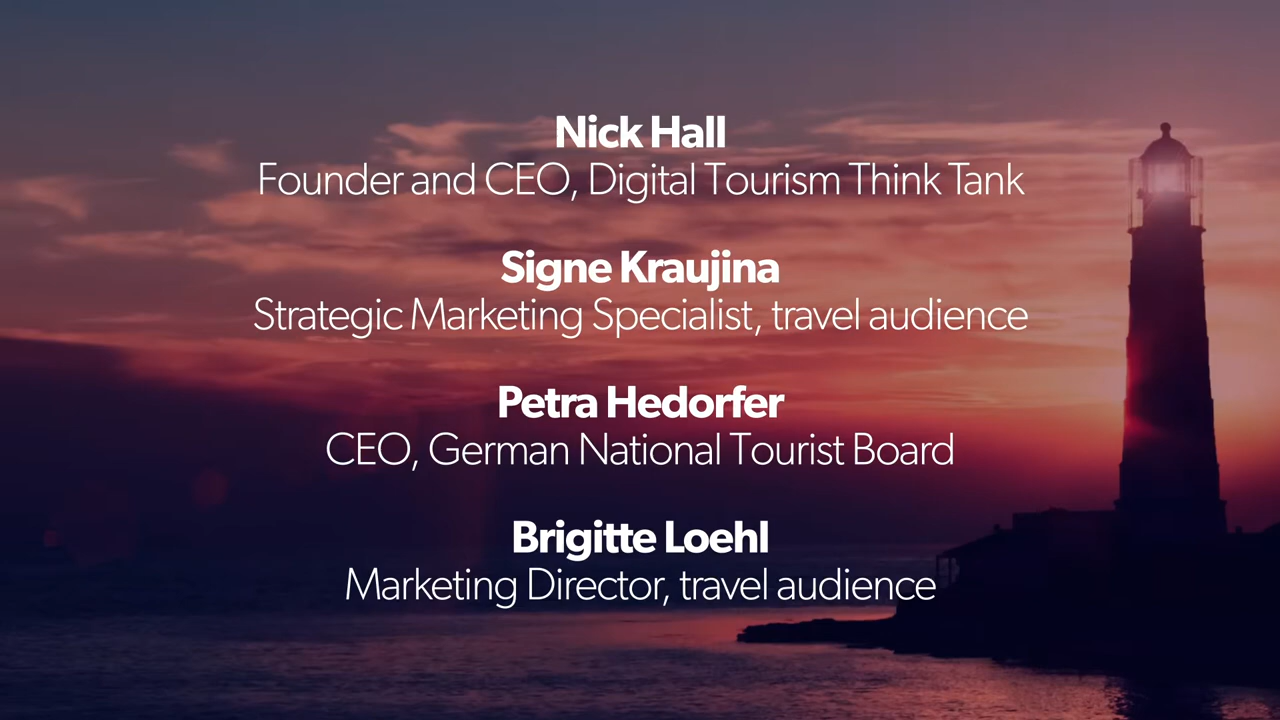 Nick Hall
Founder and CEO, Digital Tourism Think Tank
Signe Kraujina
Strategic Marketing Specialist, travel audience
Petra Hedorfer
CEO, German National Tourist Board
Brigitte Loehl
Marketing Director, travel audience